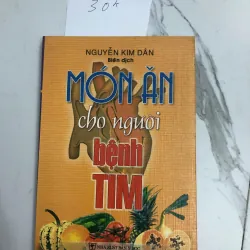 30k
NGUYỄN KIM DÂN
Biên dịch
MÓN ĂN
cho người
bệnh
TIM